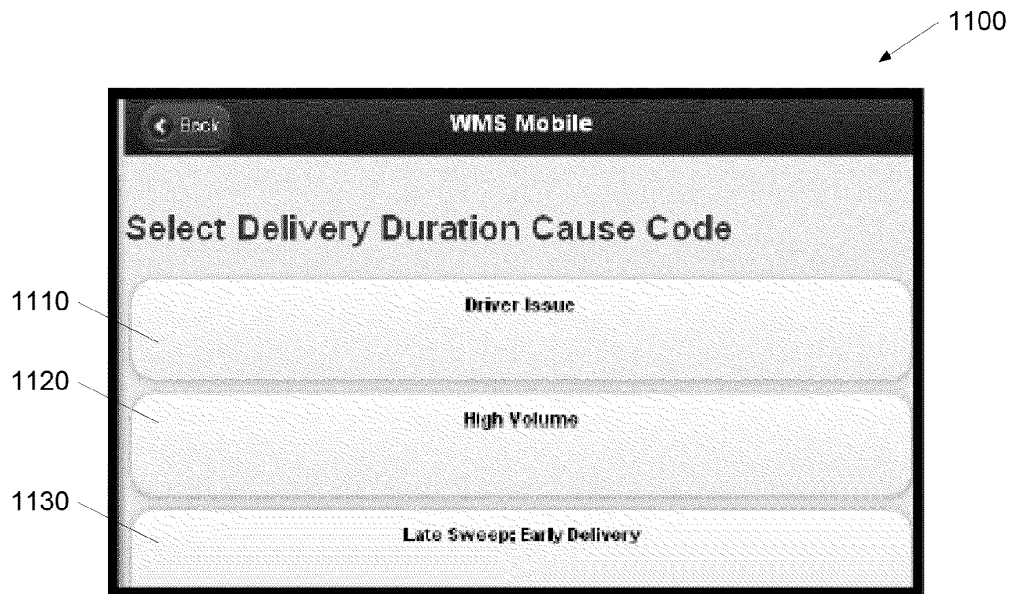 1100
Back
WMS Mobile
Select Delivery Duration Cause Code
1110
Driver Issue
1120
High Volume
1130
Late Sweep; Early Delivery